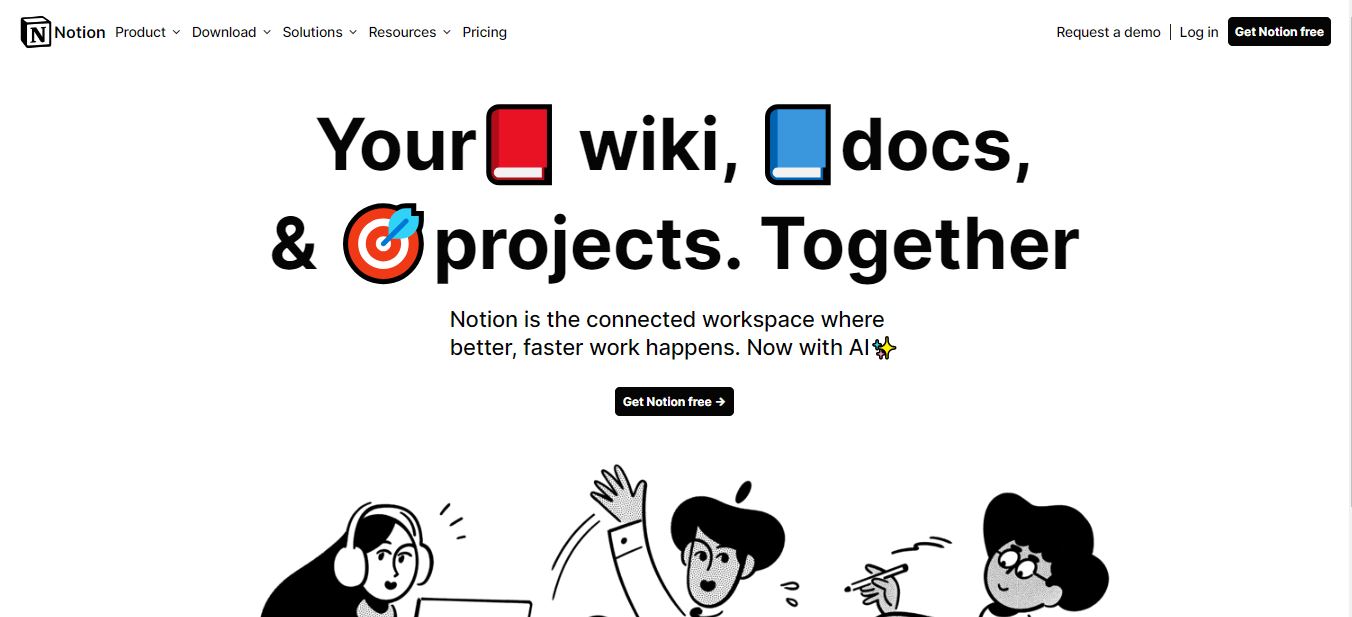 Notion Product Download Solutions Resources Pricing Request a demo Log in Get Notion free
Your wiki, docs,
& projects. Together
Notion is the connected workspace where
better, faster work happens. Now with AI
Get Notion free →